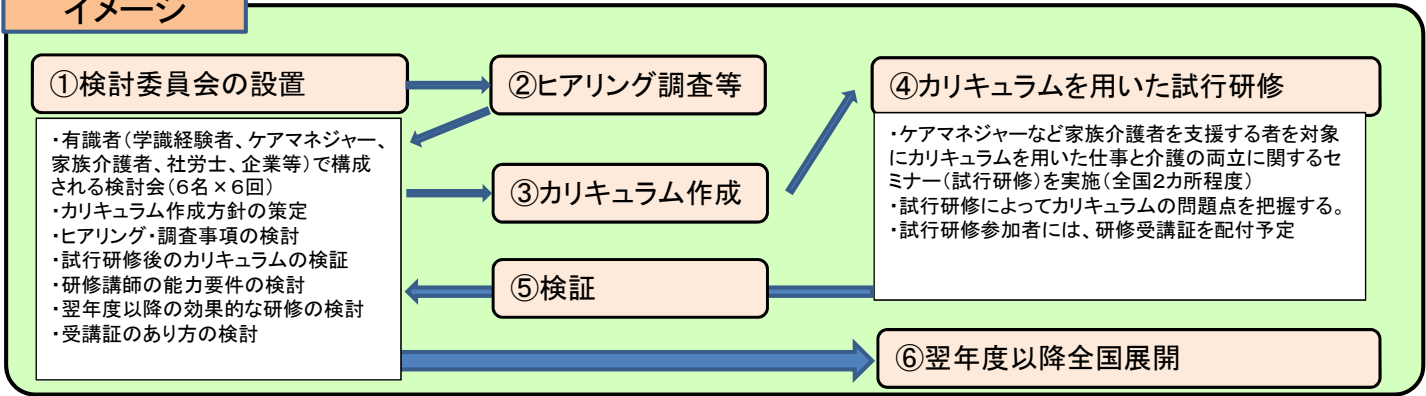 イメージ
①検討委員会の設置
・有識者(学識経験者、ケアマネジャー、
家族介護者、社労士、企業等)で構成
される検討会(6名×6回)
・カリキュラム作成方針の策定
・ヒアリング・調査事項の検討
・試行研修後のカリキュラムの検証
・研修講師の能力要件の検討
・翌年度以降の効果的な研修の検討
・受講証のあり方の検討
②ヒアリング調査等
③カリキュラム作成
④カリキュラムを用いた試行研修
・ケアマネジャーなど家族介護者を支援する者を対象
にカリキュラムを用いた仕事と介護の両立に関するセ
ミナー(試行研修)を実施(全国2カ所程度)
・試行研修によってカリキュラムの問題点を把握する。
・試行研修参加者には、研修受講証を配付予定
⑤検証
⑥翌年度以降全国展開